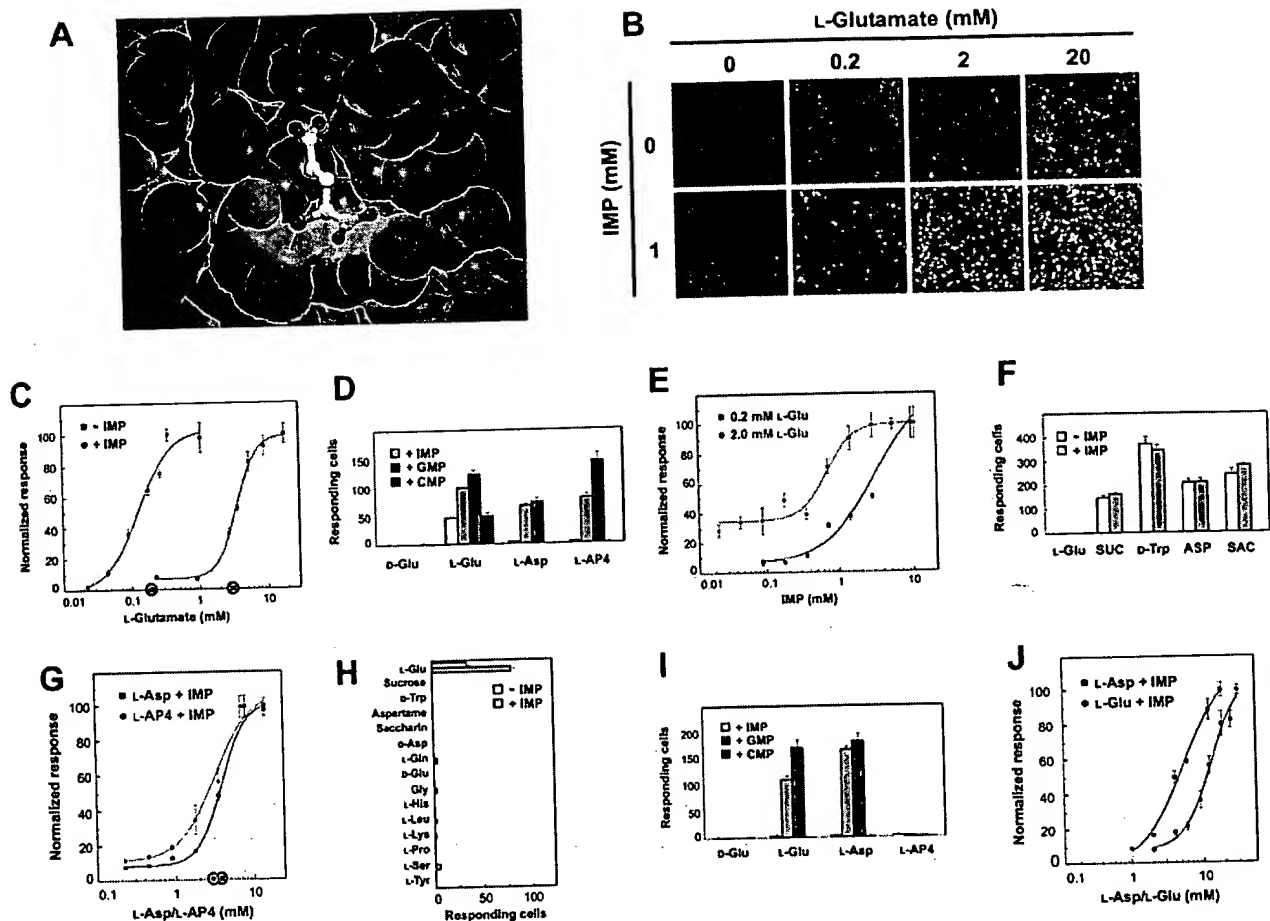 A
B
L-Glutamate (mM)
0 0.2 2 20
IMP (mM)
0
1
C
- IMP
+ IMP
Normalized response
100
80
60
40
20
0
0.01 0.1 1 10
L-Glutamate (mM)
D
+ IMP
+ GMP
+ CMP
Responding cells
150
100
50
0
D-Glu L-Glu L-Asp L-AP4
E
0.2 mM L-Glu
2.0 mM L-Glu
Normalized response
100
80
60
40
20
0
0.01 0.1 1 10
IMP (mM)
F
- IMP
+ IMP
Responding cells
400
300
200
100
0
L-Glu SUC D-Trp ASP SAC
G
L-Asp + IMP
L-AP4 + IMP
Normalized response
100
80
60
40
20
0
0.1 1 10
L-Asp/L-AP4 (mM)
H
- IMP
+ IMP
L-Glu
Sucrose
D-Trp
Aspartame
Saccharin
D-Asp
L-Gln
D-Glu
Gly
L-His
L-Leu
L-Lys
L-Pro
L-Ser
L-Tyr
0 50 100
Responding cells
I
+ IMP
+ GMP
+ CMP
Responding cells
200
150
100
50
0
D-Glu L-Glu L-Asp L-AP4
J
L-Asp + IMP
L-Glu + IMP
Normalized response
100
80
60
40
20
0
0.1 1 10
L-Asp/L-Glu (mM)